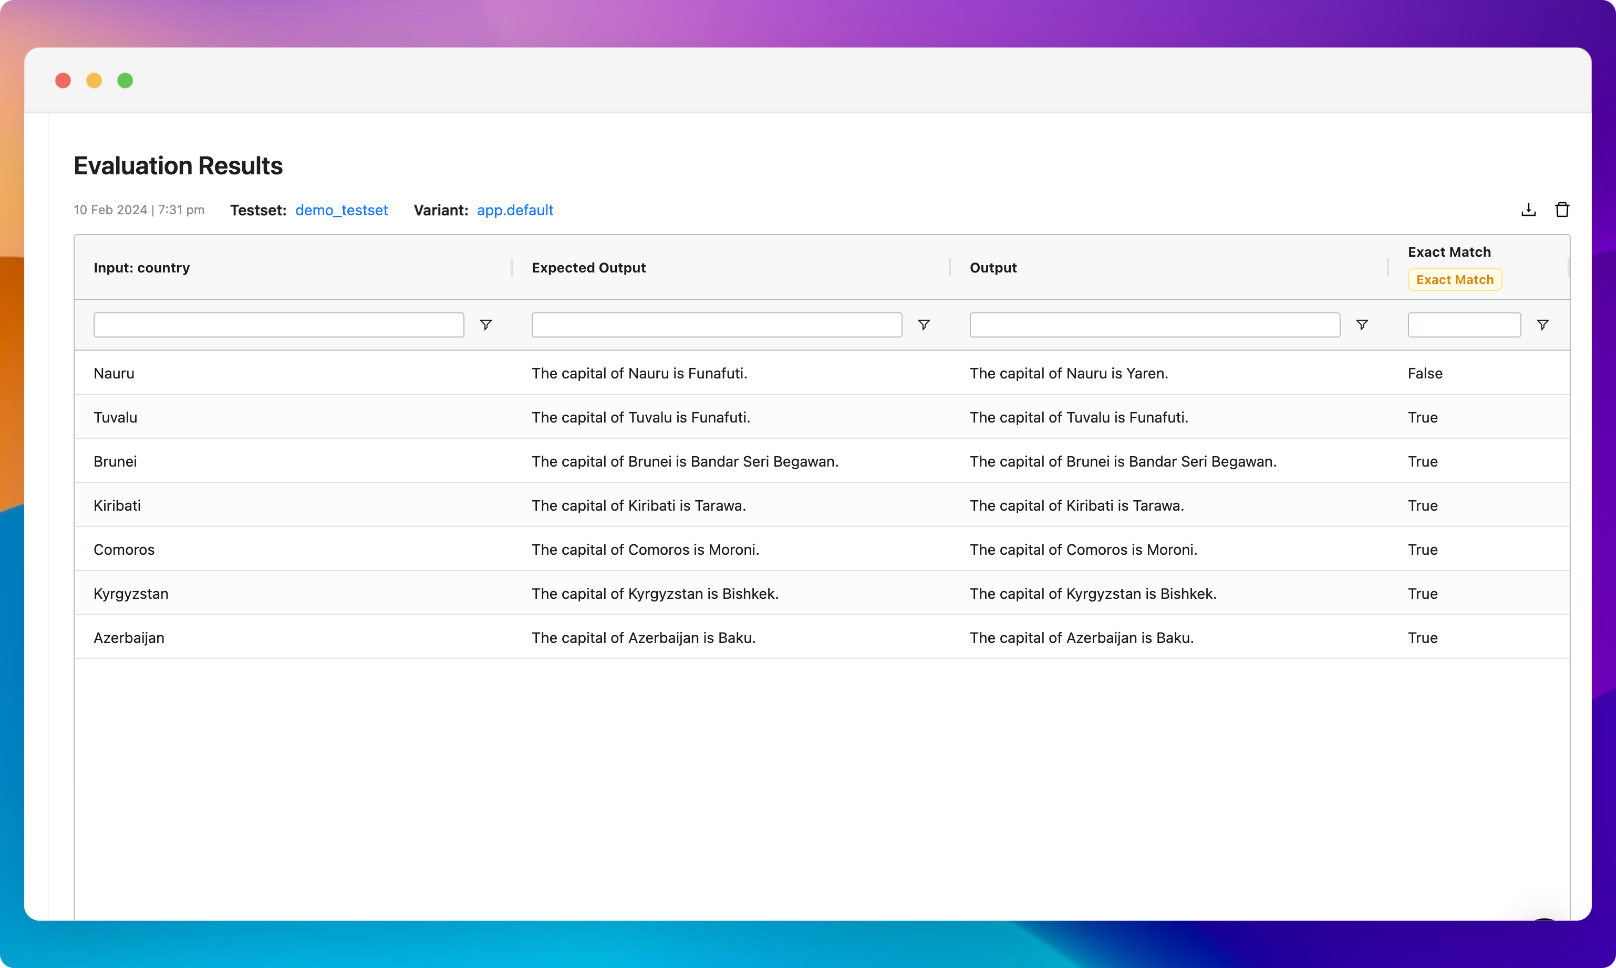 Evaluation Results
10 Feb 2024 | 7:31 pm Testset: demo_testset Variant: app.default
Input: country Expected Output Output Exact Match
Exact Match
Nauru The capital of Nauru is Funafuti. The capital of Nauru is Yaren. False
Tuvalu The capital of Tuvalu is Funafuti. The capital of Tuvalu is Funafuti. True
Brunei The capital of Brunei is Bandar Seri Begawan. The capital of Brunei is Bandar Seri Begawan. True
Kiribati The capital of Kiribati is Tarawa. The capital of Kiribati is Tarawa. True
Comoros The capital of Comoros is Moroni. The capital of Comoros is Moroni. True
Kyrgyzstan The capital of Kyrgyzstan is Bishkek. The capital of Kyrgyzstan is Bishkek. True
Azerbaijan The capital of Azerbaijan is Baku. The capital of Azerbaijan is Baku. True